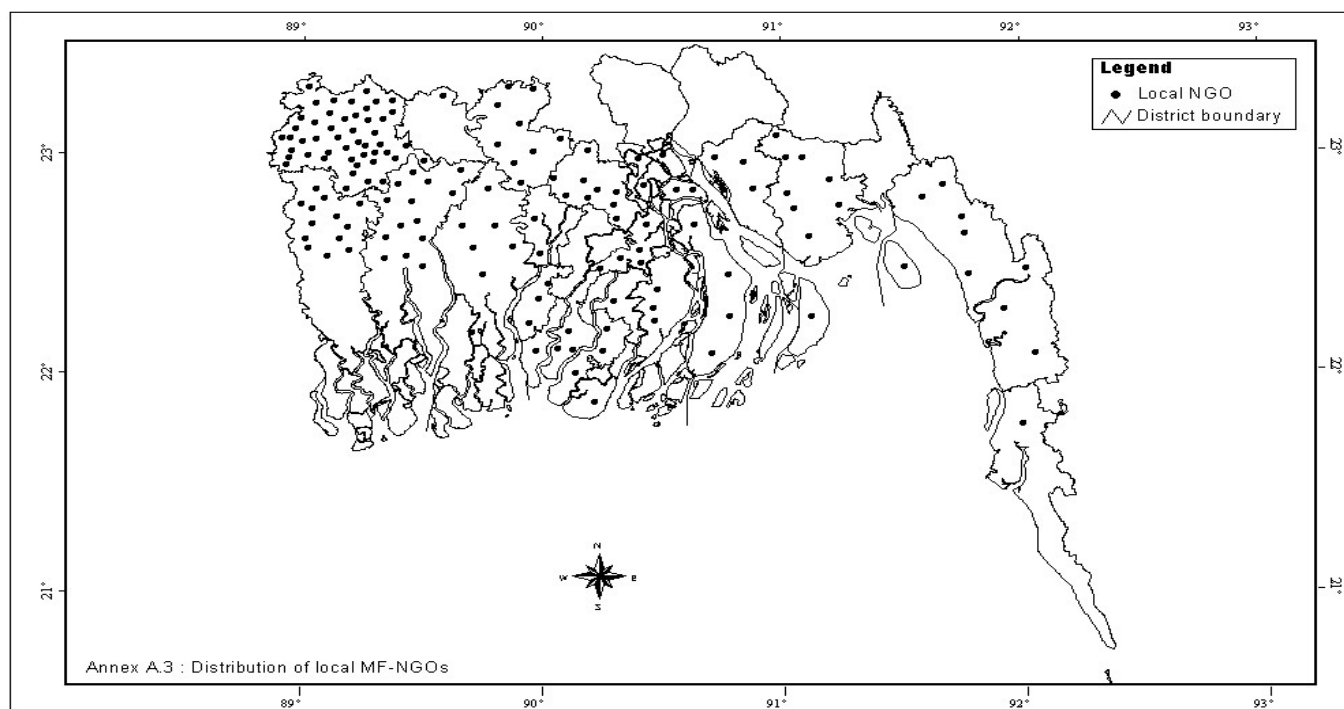 89° 90° 91° 92° 93°
Legend
Local NGO
District boundary
23° 23°
22° 22°
21° 21°
N
W E
S
Annex A.3 : Distribution of local MF-NGOs
89° 90° 91° 92° 93°